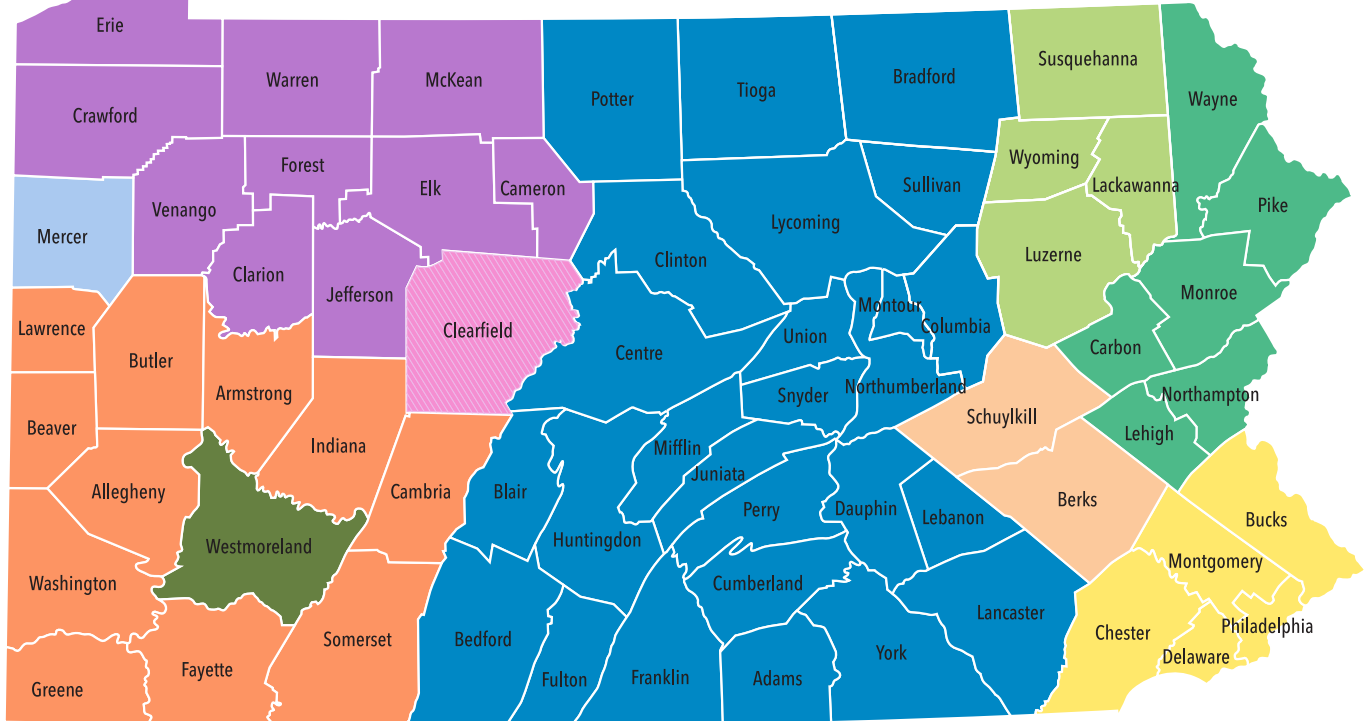 Erie
Warren
McKean
Potter
Tioga
Bradford
Susquehanna
Wayne
Crawford
Forest
Elk
Cameron
Wyoming
Lackawanna
Sullivan
Pike
Venango
Mercer
Lycoming
Clarion
Jefferson
Clinton
Luzerne
Monroe
Lawrence
Butler
Clearfield
Centre
Union
Montour
Columbia
Carbon
Armstrong
Snyder
Northumberland
Northampton
Beaver
Indiana
Mifflin
Schuylkill
Lehigh
Allegheny
Cambria
Blair
Juniata
Perry
Dauphin
Lebanon
Berks
Bucks
Westmoreland
Huntingdon
Washington
Cumberland
Montgomery
Somerset
Bedford
Lancaster
Chester
Philadelphia
Greene
Fayette
Fulton
Franklin
Adams
York
Delaware